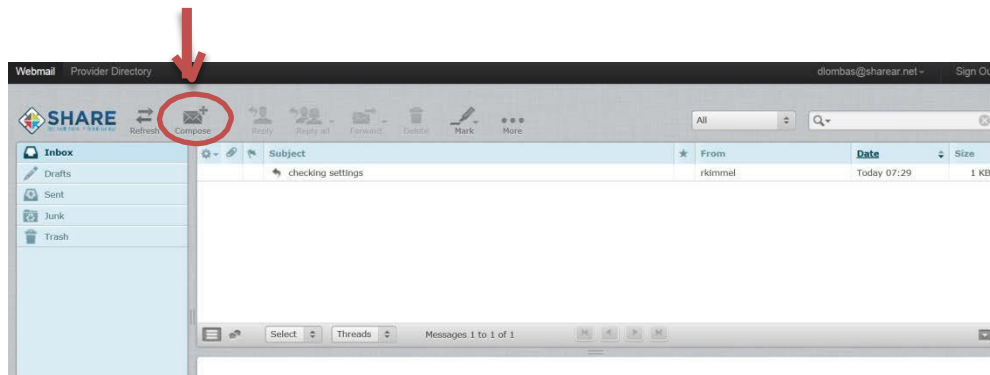 Webmail Provider Directory dlombas@sharear.net Sign Ou
SHARE Refresh Compose Reply Reply all Forward Delete Mark More All
Inbox Subject From Date Size
Drafts checking settings rkimmel Today 07:29 1 KB
Sent
Junk
Trash
Select Threads Messages 1 to 1 of 1